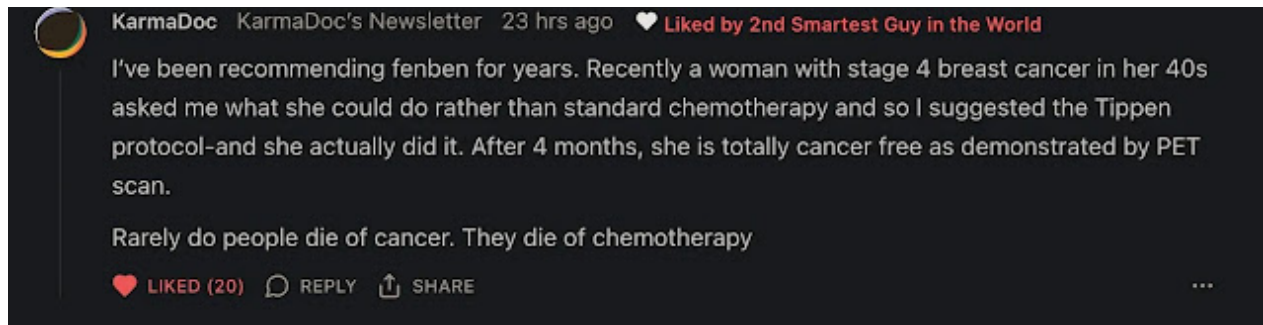 KarmaDoc KarmaDoc's Newsletter 23 hrs ago Liked by 2nd Smartest Guy in the World
I've been recommending fenben for years. Recently a woman with stage 4 breast cancer in her 40s
asked me what she could do rather than standard chemotherapy and so I suggested the Tippen
protocol-and she actually did it. After 4 months, she is totally cancer free as demonstrated by PET
scan.
Rarely do people die of cancer. They die of chemotherapy
LIKED (20) REPLY SHARE